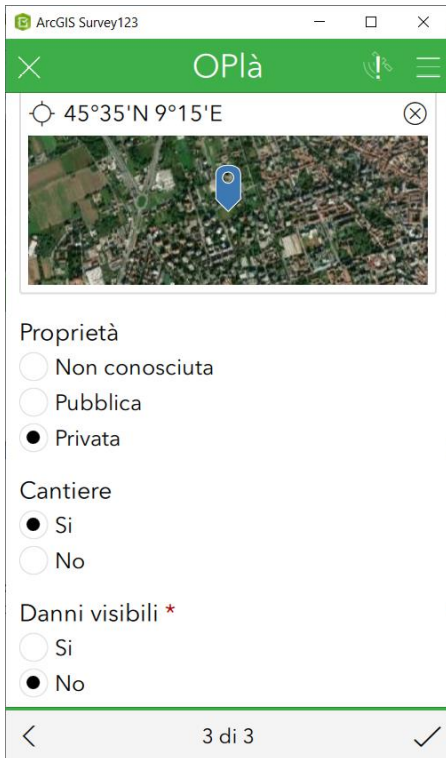 ArcGIS Survey123
OPlà
45°35'N 9°15'E
Proprietà
Non conosciuta
Pubblica
Privata
Cantiere
Si
No
Danni visibili *
Si
No
3 di 3